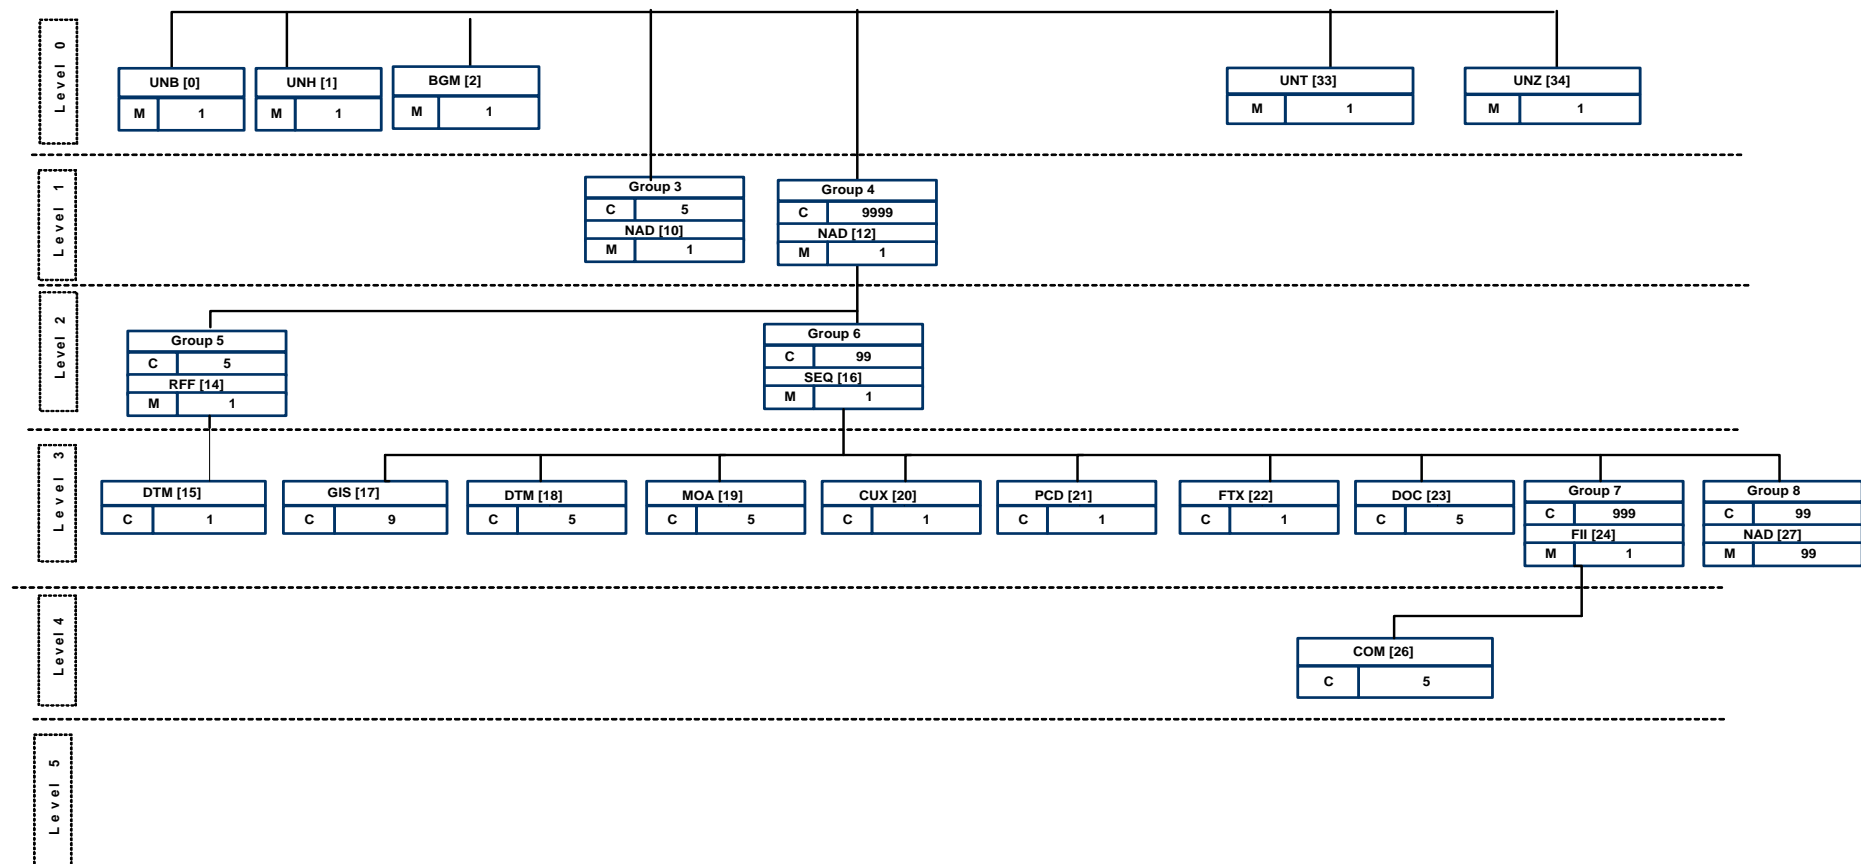 Level 0
UNB [0]
M 1
UNH [1]
M 1
BGM [2]
M 1
UNT [33]
M 1
UNZ [34]
M 1
Level 1
Group 3
C 5
NAD [10]
M 1
Group 4
C 9999
NAD [12]
M 1
Level 2
Group 5
C 5
RFF [14]
M 1
Group 6
C 99
SEQ [16]
M 1
Level 3
DTM [15]
C 1
GIS [17]
C 9
DTM [18]
C 5
MOA [19]
C 5
CUX [20]
C 1
PCD [21]
C 1
FTX [22]
C 1
DOC [23]
C 5
Group 7
C 999
FII [24]
M 1
Group 8
C 99
NAD [27]
M 99
Level 4
COM [26]
C 5
Level 5